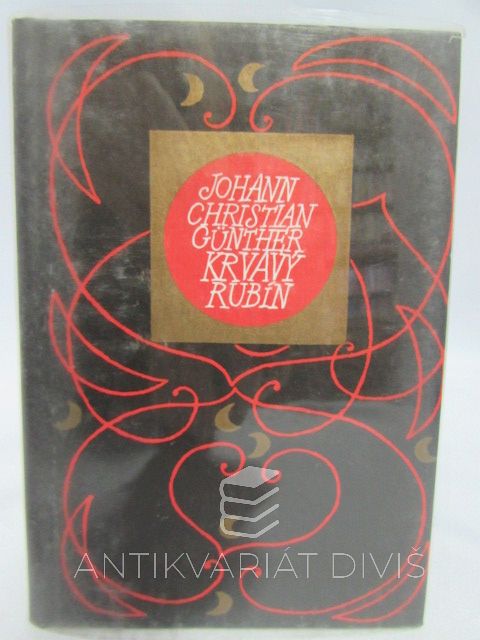 JOHANN
CHRISTIAN
GÜNTHER
KRVAVÝ
RUBÍN
ANTIKVARIÁT DIVIŠ